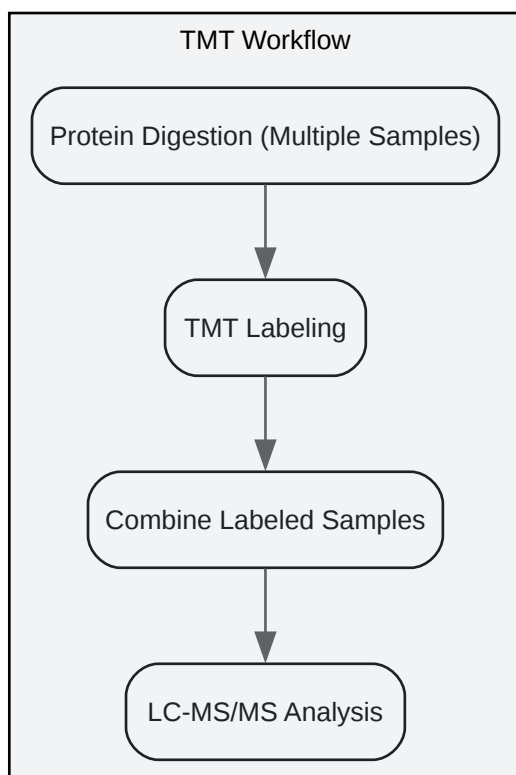 TMT Workflow
Protein Digestion (Multiple Samples)
TMT Labeling
Combine Labeled Samples
LC-MS/MS Analysis